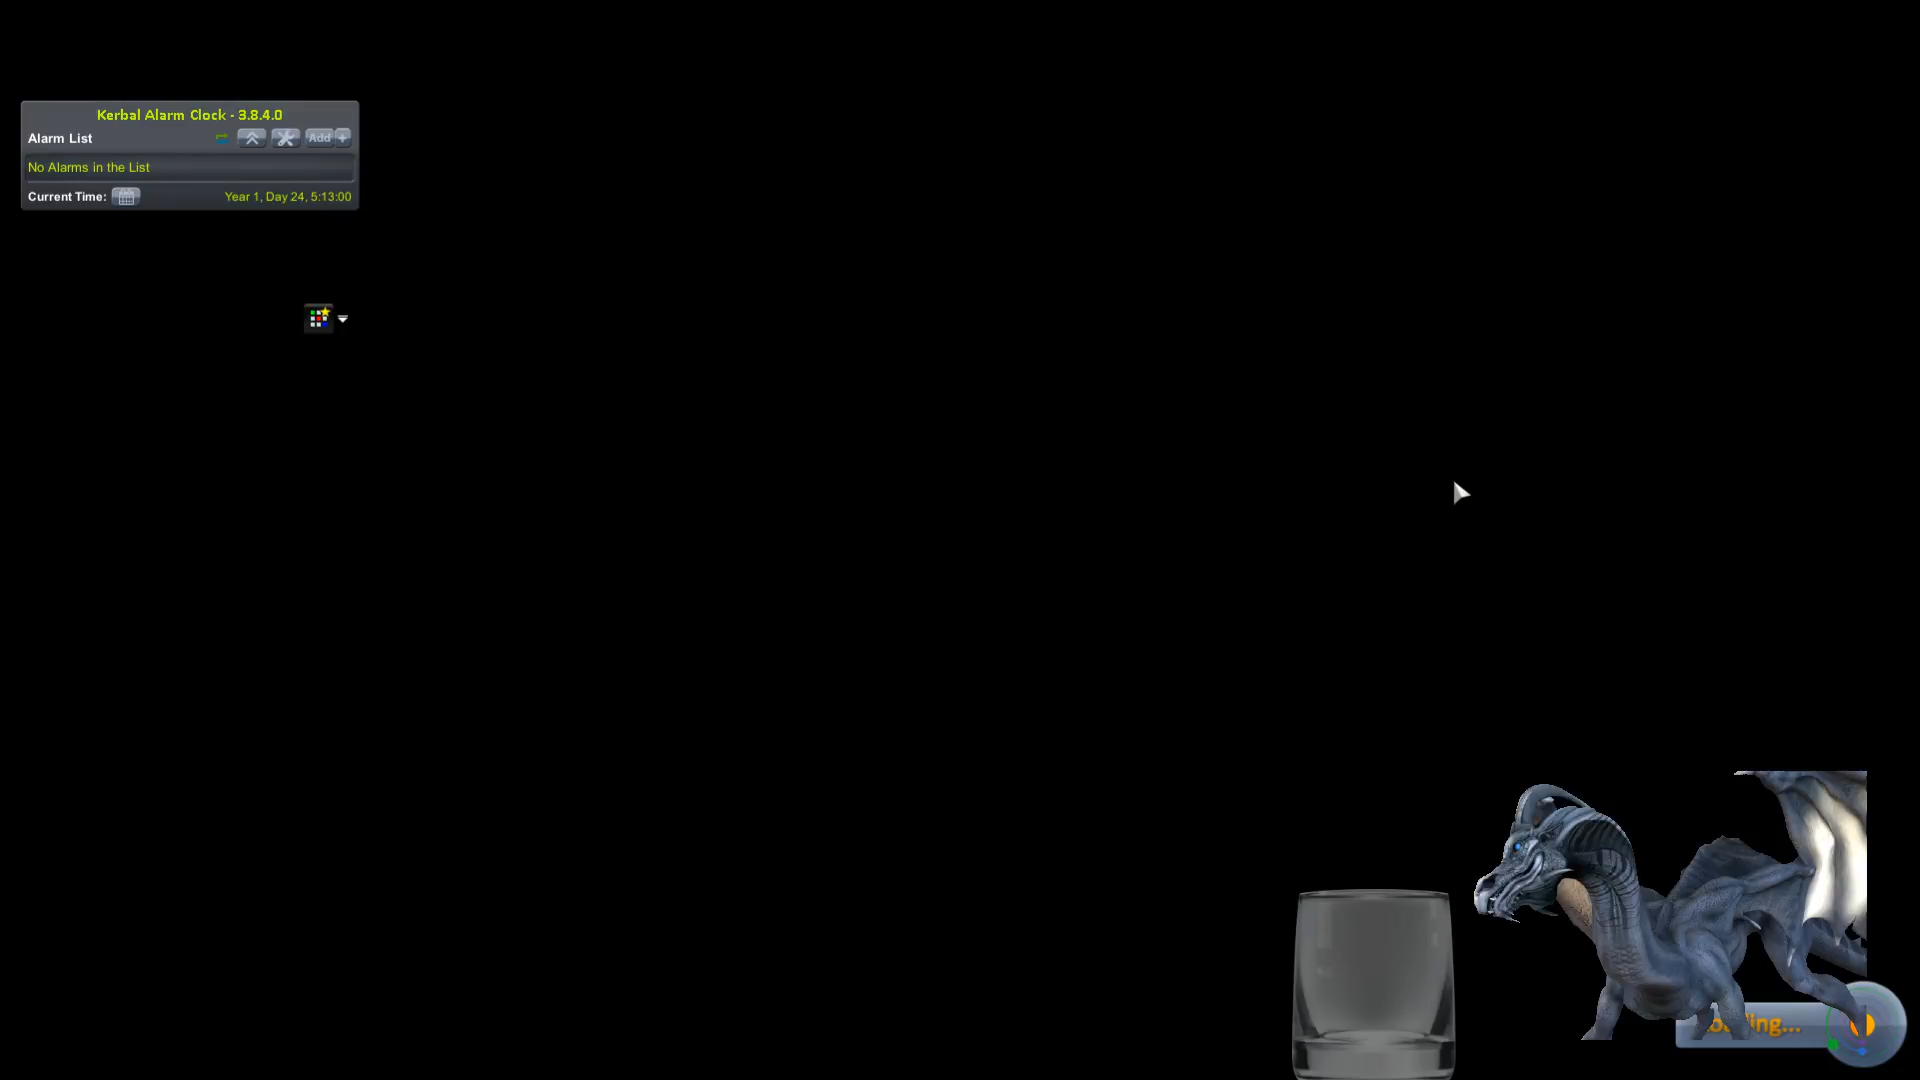 Kerbal Alarm Clock - 3.8.4.0
Alarm List
Add +
No Alarms in the List
Current Time:
Year 1, Day 24, 5:13:00